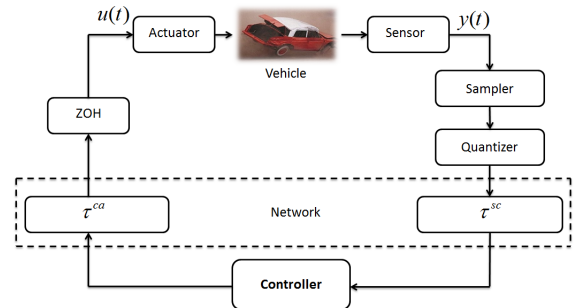 u(t)
Actuator
Sensor
y(t)
Vehicle
Sampler
ZOH
Quantizer
τ^{ca}
Network
τ^{sc}
Controller